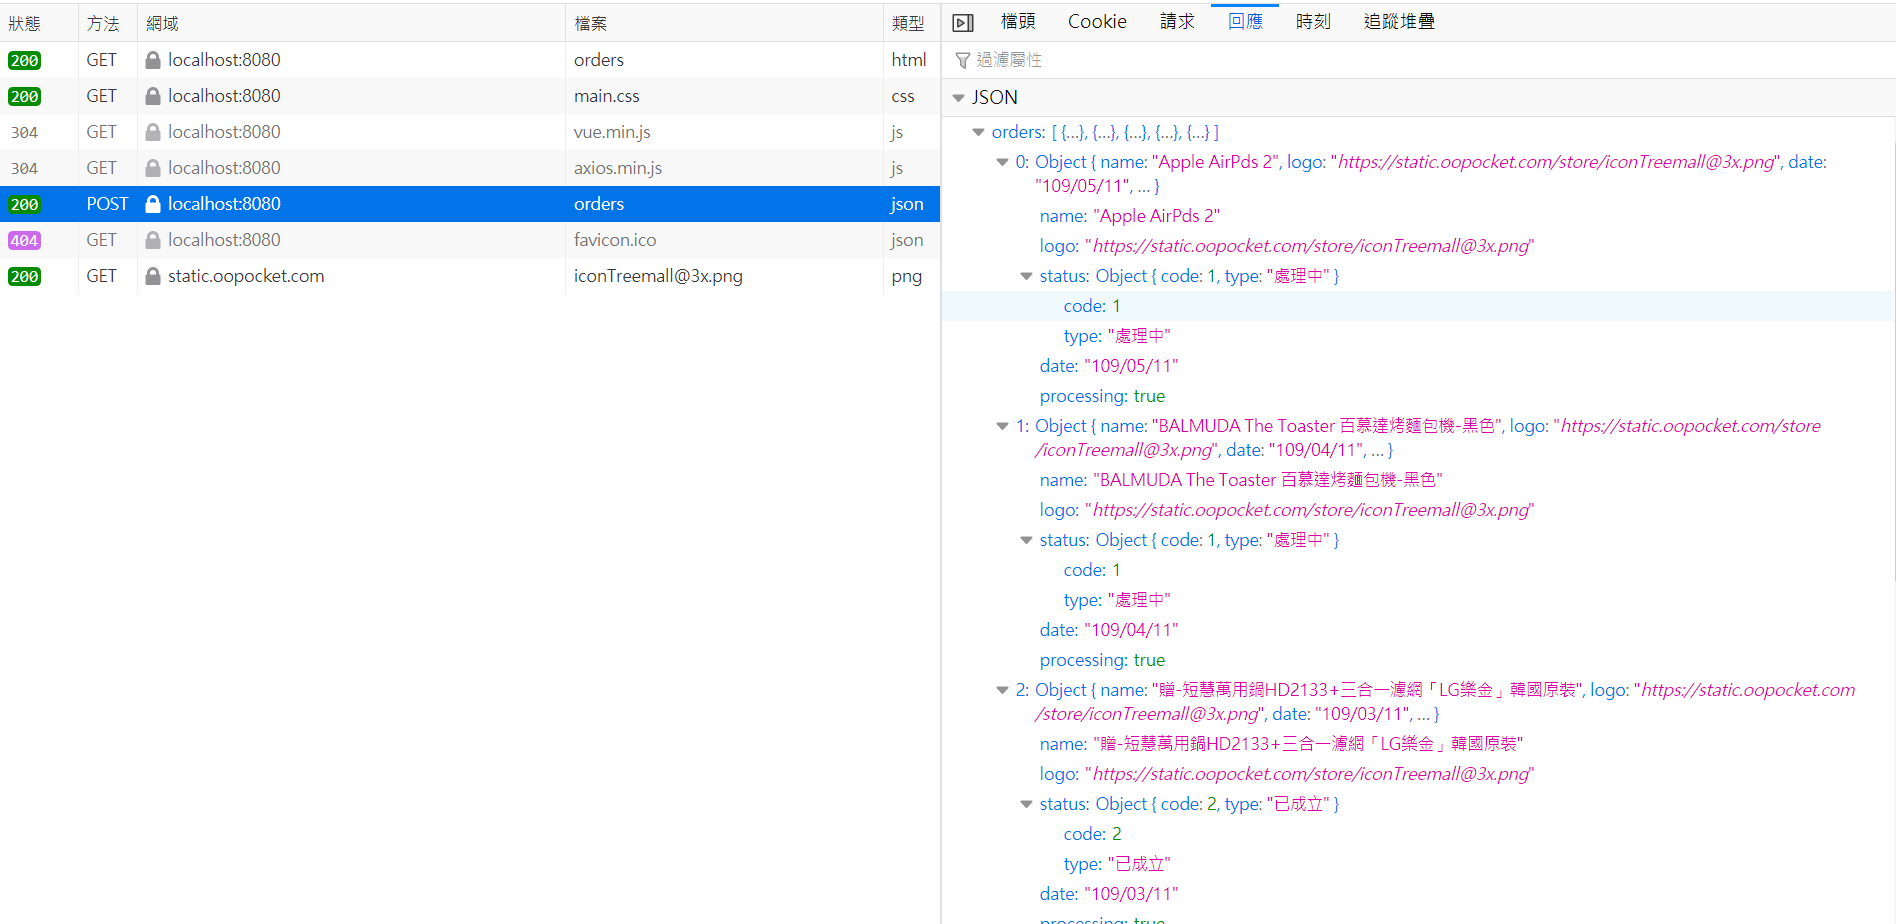 狀態 方法 網域 檔案 類型
200 GET localhost:8080 orders html
200 GET localhost:8080 main.css css
304 GET localhost:8080 vue.min.js js
304 GET localhost:8080 axios.min.js js
200 POST localhost:8080 orders json
404 GET localhost:8080 favicon.ico json
200 GET static.oopocket.com iconTreemall@3x.png png
檔頭 Cookie 請求 回應 時刻 追蹤堆疊
過濾屬性
JSON
orders: [ {…}, {…}, {…}, {…}, {…} ]
0: Object { name: "Apple AirPds 2", logo: "https://static.oopocket.com/store/iconTreemall@3x.png", date:
"109/05/11", … }
name: "Apple AirPds 2"
logo: "https://static.oopocket.com/store/iconTreemall@3x.png"
status: Object { code: 1, type: "處理中" }
code: 1
type: "處理中"
date: "109/05/11"
processing: true
1: Object { name: "BALMUDA The Toaster 百慕達烤麵包機-黑色", logo: "https://static.oopocket.com/store
/iconTreemall@3x.png", date: "109/04/11", … }
name: "BALMUDA The Toaster 百慕達烤麵包機-黑色"
logo: "https://static.oopocket.com/store/iconTreemall@3x.png"
status: Object { code: 1, type: "處理中" }
code: 1
type: "處理中"
date: "109/04/11"
processing: true
2: Object { name: "贈-短慧萬用鍋HD2133+三合一濾網「LG樂金」韓國原裝", logo: "https://static.oopocket.com
/store/iconTreemall@3x.png", date: "109/03/11", … }
name: "贈-短慧萬用鍋HD2133+三合一濾網「LG樂金」韓國原裝"
logo: "https://static.oopocket.com/store/iconTreemall@3x.png"
status: Object { code: 2, type: "已成立" }
code: 2
type: "已成立"
date: "109/03/11"
processing: true